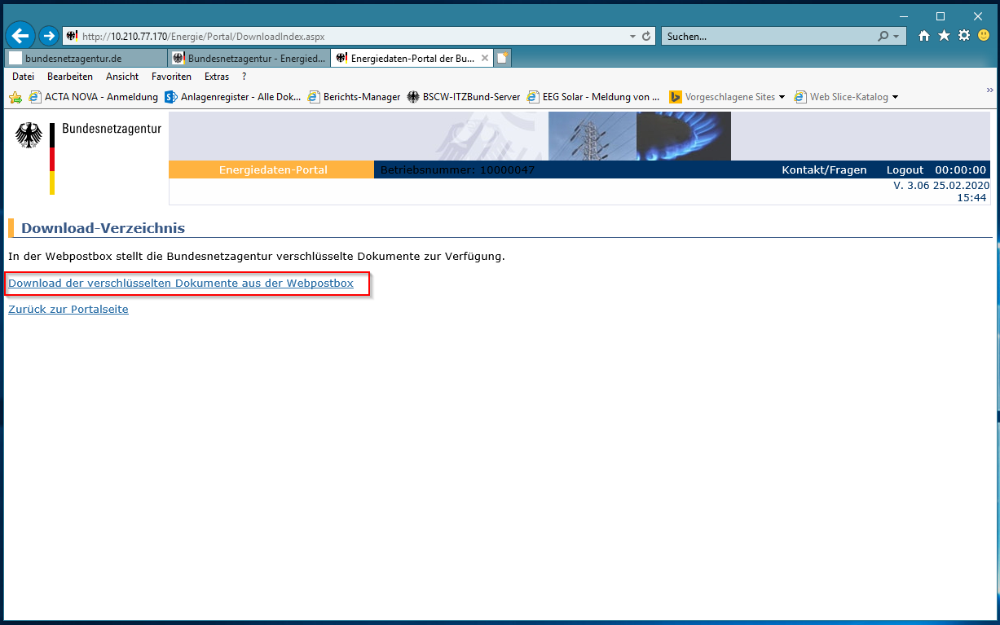 http://10.210.77.170/Energie/Portal/DownloadIndex.aspx
Suchen...
bundesnetzagentur.de
Bundesnetzagentur - Energied...
Energiedaten-Portal der Bu...
Datei Bearbeiten Ansicht Favoriten Extras ?
ACTA NOVA - Anmeldung Anlagenregister - Alle Dok... Berichts-Manager BSCW-ITZBund-Server EEG Solar - Meldung von ... Vorgeschlagene Sites Web Slice-Katalog
Bundesnetzagentur
Energiedaten-Portal Betriebsnummer: 10000047 Kontakt/Fragen Logout 00:00:00
V. 3.06 25.02.2020
15:44
Download-Verzeichnis
In der Webpostbox stellt die Bundesnetzagentur verschlüsselte Dokumente zur Verfügung.
Download der verschlüsselten Dokumente aus der Webpostbox
Zurück zur Portalseite